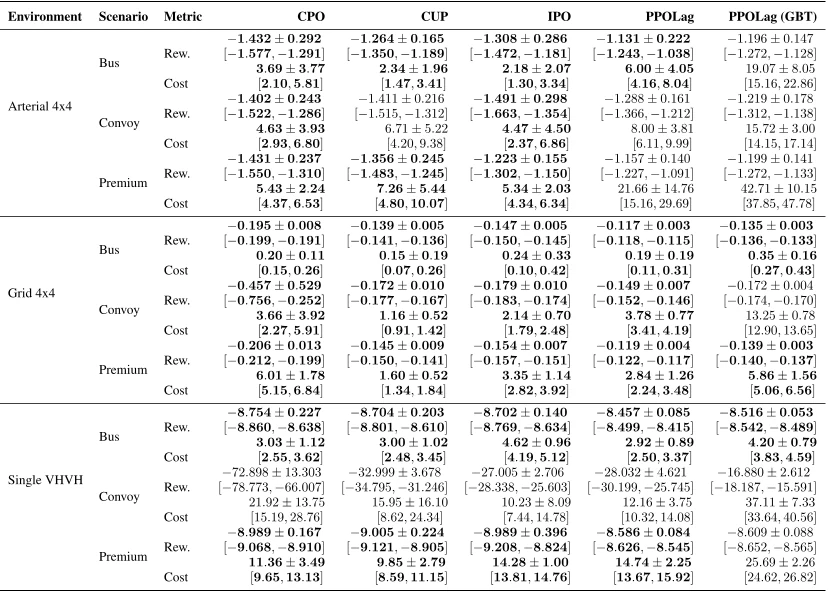 Environment Scenario Metric CPO CUP IPO PPOLag PPOLag (GBT)
−1.432 ± 0.292 −1.264 ± 0.165 −1.308 ± 0.286 −1.131 ± 0.222 −1.196 ± 0.147
Bus Rew. [−1.577, −1.291] [−1.350, −1.189] [−1.472, −1.181] [−1.243, −1.038] [−1.272, −1.128]
3.69 ± 3.77 2.34 ± 1.96 2.18 ± 2.07 6.00 ± 4.05 19.07 ± 8.05
Cost [2.10, 5.81] [1.47, 3.41] [1.30, 3.34] [4.16, 8.04] [15.16, 22.86]
Arterial 4x4 −1.402 ± 0.243 −1.411 ± 0.216 −1.491 ± 0.298 −1.288 ± 0.161 −1.219 ± 0.178
Convoy Rew. [−1.522, −1.286] [−1.515, −1.312] [−1.663, −1.354] [−1.366, −1.212] [−1.312, −1.138]
4.63 ± 3.93 6.71 ± 5.22 4.47 ± 4.50 8.00 ± 3.81 15.72 ± 3.00
Cost [2.93, 6.80] [4.20, 9.38] [2.37, 6.86] [6.11, 9.99] [14.15, 17.14]
−1.431 ± 0.237 −1.356 ± 0.245 −1.223 ± 0.155 −1.157 ± 0.140 −1.199 ± 0.141
Premium Rew. [−1.550, −1.310] [−1.483, −1.245] [−1.302, −1.150] [−1.227, −1.091] [−1.272, −1.133]
5.43 ± 2.24 7.26 ± 5.44 5.34 ± 2.03 21.66 ± 14.76 42.71 ± 10.15
Cost [4.37, 6.53] [4.80, 10.07] [4.34, 6.34] [15.16, 29.69] [37.85, 47.78]
−0.195 ± 0.008 −0.139 ± 0.005 −0.147 ± 0.005 −0.117 ± 0.003 −0.135 ± 0.003
Bus Rew. [−0.199, −0.191] [−0.141, −0.136] [−0.150, −0.145] [−0.118, −0.115] [−0.136, −0.133]
0.20 ± 0.11 0.15 ± 0.19 0.24 ± 0.33 0.19 ± 0.19 0.35 ± 0.16
Cost [0.15, 0.26] [0.07, 0.26] [0.10, 0.42] [0.11, 0.31] [0.27, 0.43]
Grid 4x4 −0.457 ± 0.529 −0.172 ± 0.010 −0.179 ± 0.010 −0.149 ± 0.007 −0.172 ± 0.004
Convoy Rew. [−0.756, −0.252] [−0.177, −0.167] [−0.183, −0.174] [−0.152, −0.146] [−0.174, −0.170]
3.66 ± 3.92 1.16 ± 0.52 2.14 ± 0.70 3.78 ± 0.77 13.25 ± 0.78
Cost [2.27, 5.91] [0.91, 1.42] [1.79, 2.48] [3.41, 4.19] [12.90, 13.65]
−0.206 ± 0.013 −0.145 ± 0.009 −0.154 ± 0.007 −0.119 ± 0.004 −0.139 ± 0.003
Premium Rew. [−0.212, −0.199] [−0.150, −0.141] [−0.157, −0.151] [−0.122, −0.117] [−0.140, −0.137]
6.01 ± 1.78 1.60 ± 0.52 3.35 ± 1.14 2.84 ± 1.26 5.86 ± 1.56
Cost [5.15, 6.84] [1.34, 1.84] [2.82, 3.92] [2.24, 3.48] [5.06, 6.56]
−8.754 ± 0.227 −8.704 ± 0.203 −8.702 ± 0.140 −8.457 ± 0.085 −8.516 ± 0.053
Bus Rew. [−8.860, −8.638] [−8.801, −8.610] [−8.769, −8.634] [−8.499, −8.415] [−8.542, −8.489]
3.03 ± 1.12 3.00 ± 1.02 4.62 ± 0.96 2.92 ± 0.89 4.20 ± 0.79
Cost [2.55, 3.62] [2.48, 3.45] [4.19, 5.12] [2.50, 3.37] [3.83, 4.59]
Single VHVH −72.898 ± 13.303 −32.999 ± 3.678 −27.005 ± 2.706 −28.032 ± 4.621 −16.880 ± 2.612
Convoy Rew. [−78.773, −66.007] [−34.795, −31.246] [−28.338, −25.603] [−30.199, −25.745] [−18.187, −15.591]
21.92 ± 13.75 15.95 ± 16.10 10.23 ± 8.09 12.16 ± 3.75 37.11 ± 7.33
Cost [15.19, 28.76] [8.62, 24.34] [7.44, 14.78] [10.32, 14.08] [33.64, 40.56]
−8.989 ± 0.167 −9.005 ± 0.224 −8.989 ± 0.396 −8.586 ± 0.084 −8.609 ± 0.088
Premium Rew. [−9.068, −8.910] [−9.121, −8.905] [−9.208, −8.824] [−8.626, −8.545] [−8.652, −8.565]
11.36 ± 3.49 9.85 ± 2.79 14.28 ± 1.00 14.74 ± 2.25 25.69 ± 2.26
Cost [9.65, 13.13] [8.59, 11.15] [13.81, 14.76] [13.67, 15.92] [24.62, 26.82]